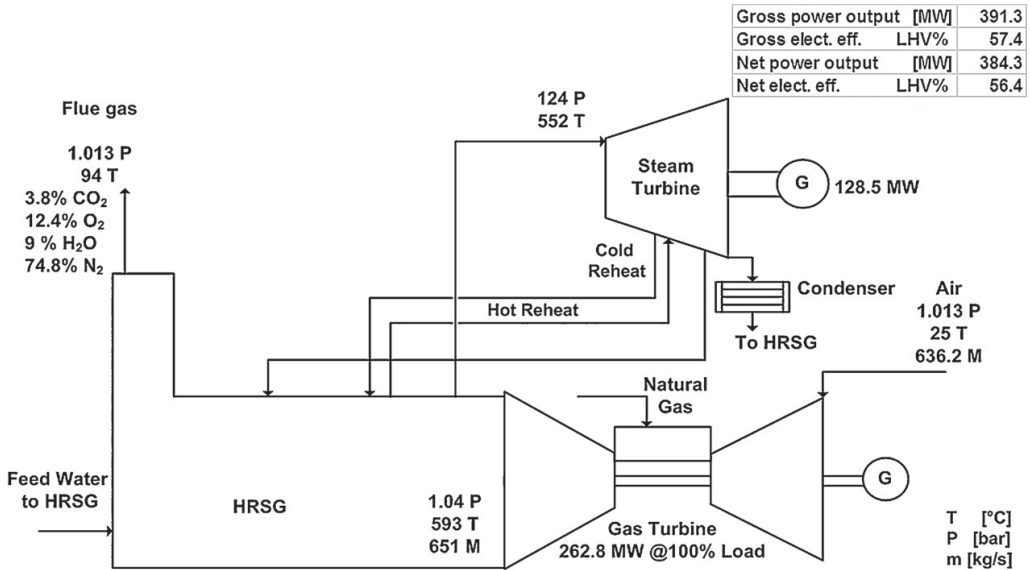 Gross power output [MW] 391.3
Gross elect. eff. LHV% 57.4
Net power output [MW] 384.3
Net elect. eff. LHV% 56.4
Flue gas
1.013 P
94 T
3.8% CO₂
12.4% O₂
9 % H₂O
74.8% N₂
124 P
552 T
Steam
Turbine
G
128.5 MW
Cold
Reheat
Hot Reheat
Condenser
To HRSG
Air
1.013 P
25 T
636.2 M
Natural
Gas
Feed Water
to HRSG
HRSG
1.04 P
593 T
651 M
Gas Turbine
262.8 MW @100% Load
G
T [°C]
P [bar]
m [kg/s]